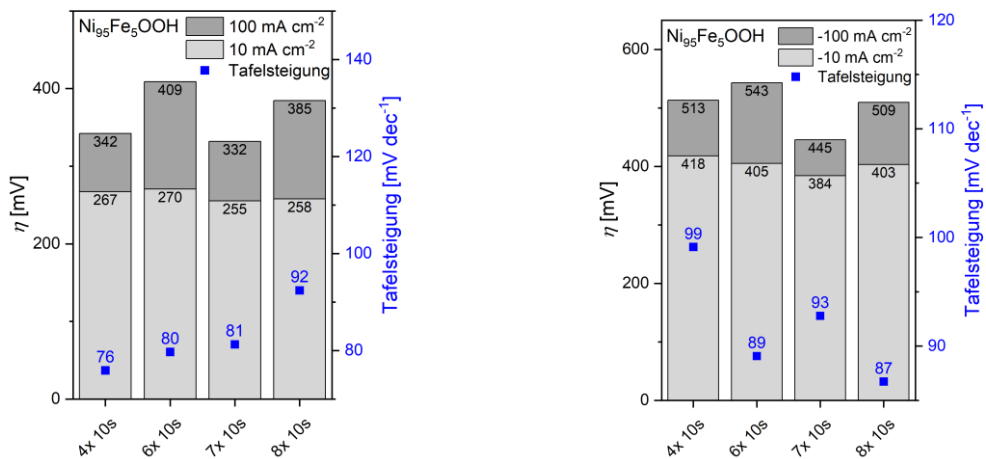 Ni₉₅Fe₅OOH
100 mA cm⁻²
10 mA cm⁻²
Tafelsteigung
η [mV]
400
200
0
342
409
332
385
267
270
255
258
76
80
81
92
140
120
100
80
Tafelsteigung [mV dec⁻¹]
4x 10s
6x 10s
7x 10s
8x 10s
Ni₉₅Fe₅OOH
-100 mA cm⁻²
-10 mA cm⁻²
Tafelsteigung
η [mV]
600
400
200
0
513
543
445
509
418
405
384
403
99
89
93
87
120
110
100
90
Tafelsteigung [mV dec⁻¹]
4x 10s
6x 10s
7x 10s
8x 10s